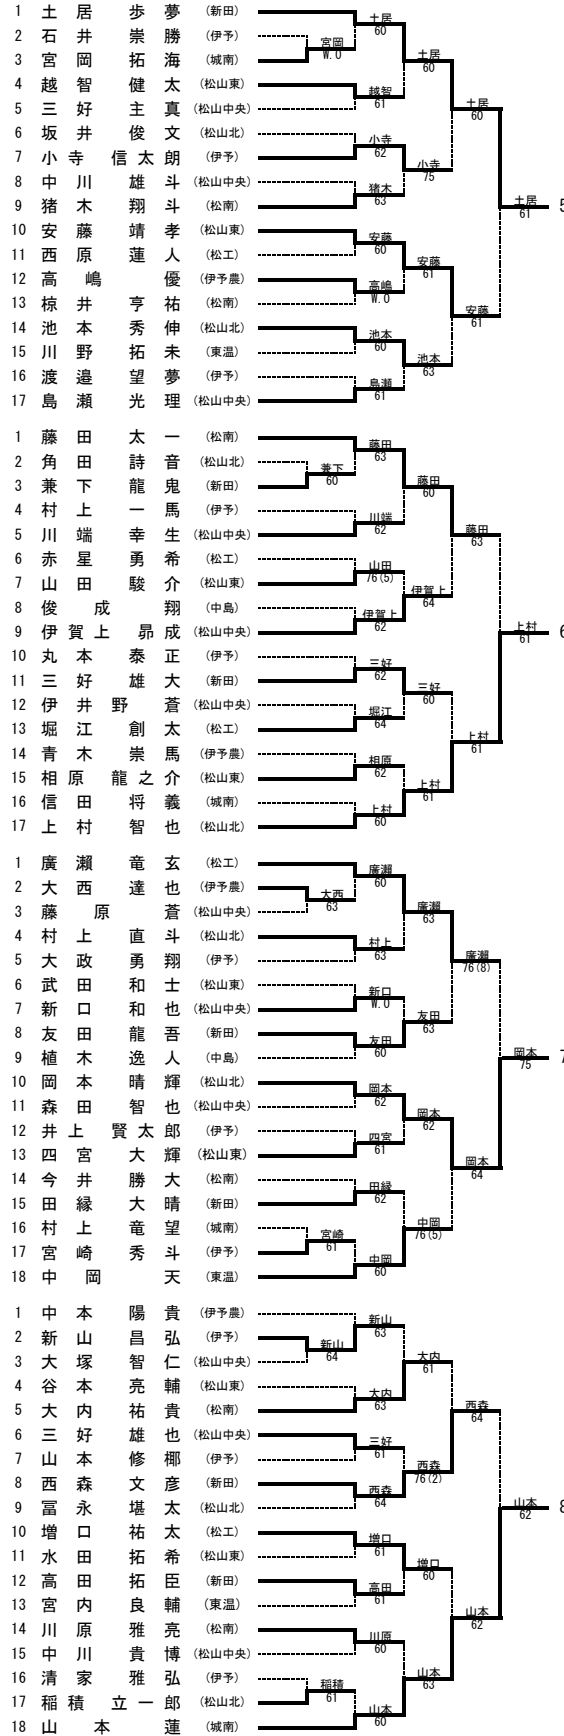 1 土居 歩夢 (新田)
2 石井 崇勝 (伊予)
3 宮岡 拓海 (城南)
4 越智 健太 (松山東)
5 三好 主真 (松山中央)
6 坂井 俊文 (松山北)
7 小寺 信太朗 (伊予)
8 中川 雄斗 (松山中央)
9 猪木 翔斗 (松南)
10 安藤 靖孝 (松山東)
11 西原 蓮人 (松工)
12 高嶋 優 (伊予農)
13 椋井 亨祐 (松南)
14 池本 秀伸 (松山北)
15 川野 拓未 (東温)
16 渡邉 望夢 (伊予)
17 島瀬 光理 (松山中央)
宮岡 W.O
土居 60
越智 61
小寺 62
猪木 63
安藤 60
高嶋 W.O
池本 60
島瀬 61
土居 60
小寺 75
安藤 61
池本 63
土居 60
安藤 61
土居 61
5
1 藤田 太一 (松南)
2 角田 詩音 (松山北)
3 兼下 龍鬼 (新田)
4 村上 一馬 (伊予)
5 川端 幸生 (松山中央)
6 赤星 勇希 (松工)
7 山田 駿介 (松山東)
8 俊成 翔 (中島)
9 伊賀上 昴成 (松山中央)
10 丸本 泰正 (伊予)
11 三好 雄大 (新田)
12 伊井野 蒼 (松山中央)
13 堀江 創太 (松工)
14 青木 崇馬 (伊予農)
15 相原 龍之介 (松山東)
16 信田 将義 (城南)
17 上村 智也 (松山北)
兼下 60
藤田 63
川端 62
山田 76(5)
伊賀上 62
三好 62
堀江 64
相原 62
上村 60
藤田 60
伊賀上 64
三好 60
上村 61
藤田 63
上村 61
上村 61
6
1 廣瀬 竜玄 (松工)
2 大西 達也 (伊予農)
3 藤原 蒼 (松山中央)
4 村上 直斗 (松山北)
5 大政 勇翔 (伊予)
6 武田 和士 (松山東)
7 新口 和也 (松山中央)
8 友田 龍吾 (新田)
9 植木 逸人 (中島)
10 岡本 晴輝 (松山北)
11 森田 智也 (松山中央)
12 井上 賢太郎 (伊予)
13 四宮 大輝 (松山東)
14 今井 勝大 (松南)
15 田縁 大晴 (新田)
16 村上 竜望 (城南)
17 宮崎 秀斗 (伊予)
18 中岡 天 (東温)
大西 63
宮崎 61
廣瀬 60
村上 63
新口 W.O
友田 60
岡本 62
四宮 61
田縁 62
中岡 60
廣瀬 63
友田 63
岡本 62
中岡 76(5)
廣瀬 76(8)
岡本 64
岡本 75
7
1 中本 陽貴 (伊予農)
2 新山 昌弘 (伊予)
3 大塚 智仁 (松山中央)
4 谷本 亮輔 (松山東)
5 大内 祐貴 (松南)
6 三好 雄也 (松山中央)
7 山本 修梛 (伊予)
8 西森 文彦 (新田)
9 冨永 堪太 (松山北)
10 増口 祐太 (松工)
11 水田 拓希 (松山東)
12 高田 拓臣 (新田)
13 宮内 良輔 (東温)
14 川原 雅亮 (松南)
15 中川 貴博 (松山中央)
16 清家 雅弘 (伊予)
17 稲積 立一郎 (松山北)
18 山本 蓮 (城南)
新山 64
稲積 61
新山 63
大内 63
三好 61
西森 64
増口 61
高田 61
川原 60
山本 60
大内 61
西森 76(2)
増口 60
山本 63
西森 64
山本 62
山本 62
8